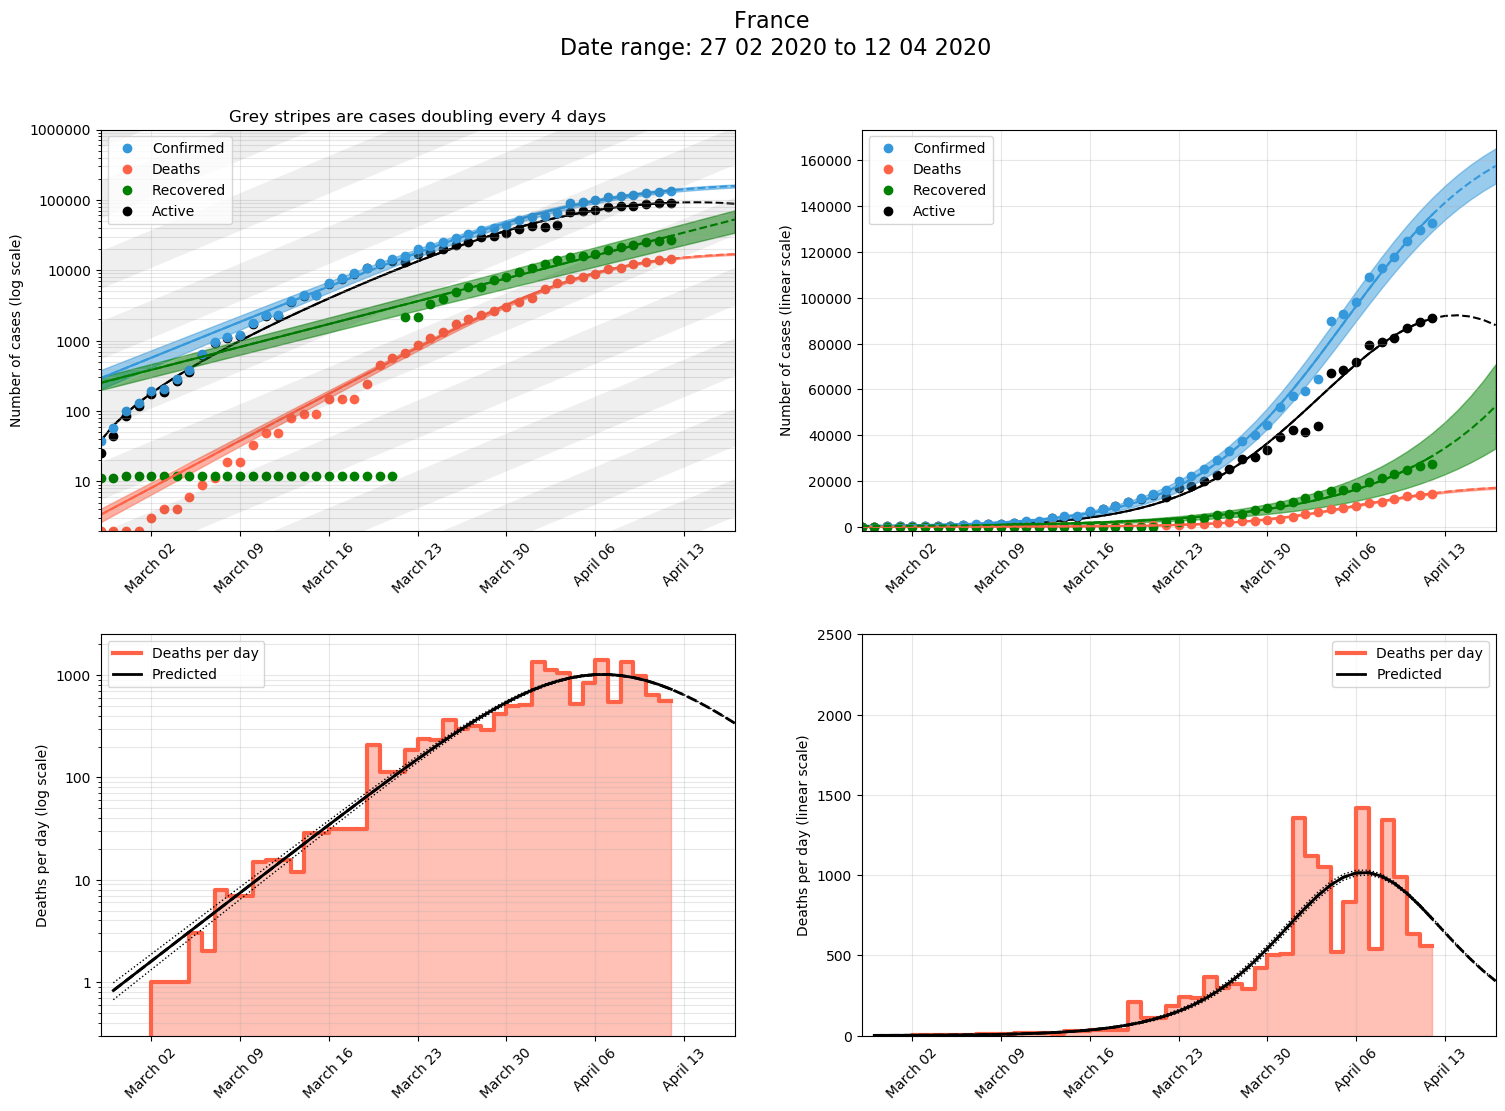 France
Date range: 27 02 2020 to 12 04 2020
Grey stripes are cases doubling every 4 days
Number of cases (log scale)
1000000
100000
10000
1000
100
10
Confirmed
Deaths
Recovered
Active
March 02
March 09
March 16
March 23
March 30
April 06
April 13
Number of cases (linear scale)
160000
140000
120000
100000
80000
60000
40000
20000
0
Confirmed
Deaths
Recovered
Active
March 02
March 09
March 16
March 23
March 30
April 06
April 13
Deaths per day (log scale)
1000
100
10
1
Deaths per day
Predicted
March 02
March 09
March 16
March 23
March 30
April 06
April 13
Deaths per day (linear scale)
2500
2000
1500
1000
500
0
Deaths per day
Predicted
March 02
March 09
March 16
March 23
March 30
April 06
April 13